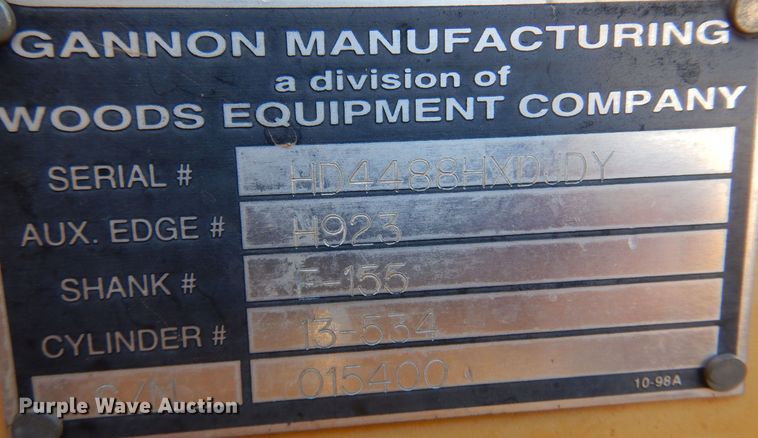 GANNON MANUFACTURING
a division of
WOODS EQUIPMENT COMPANY
SERIAL # HD4488HXDJDY
AUX. EDGE # H923
SHANK # F-155
CYLINDER # 13-534
S/N 015400
10-98A
Purple Wave Auction